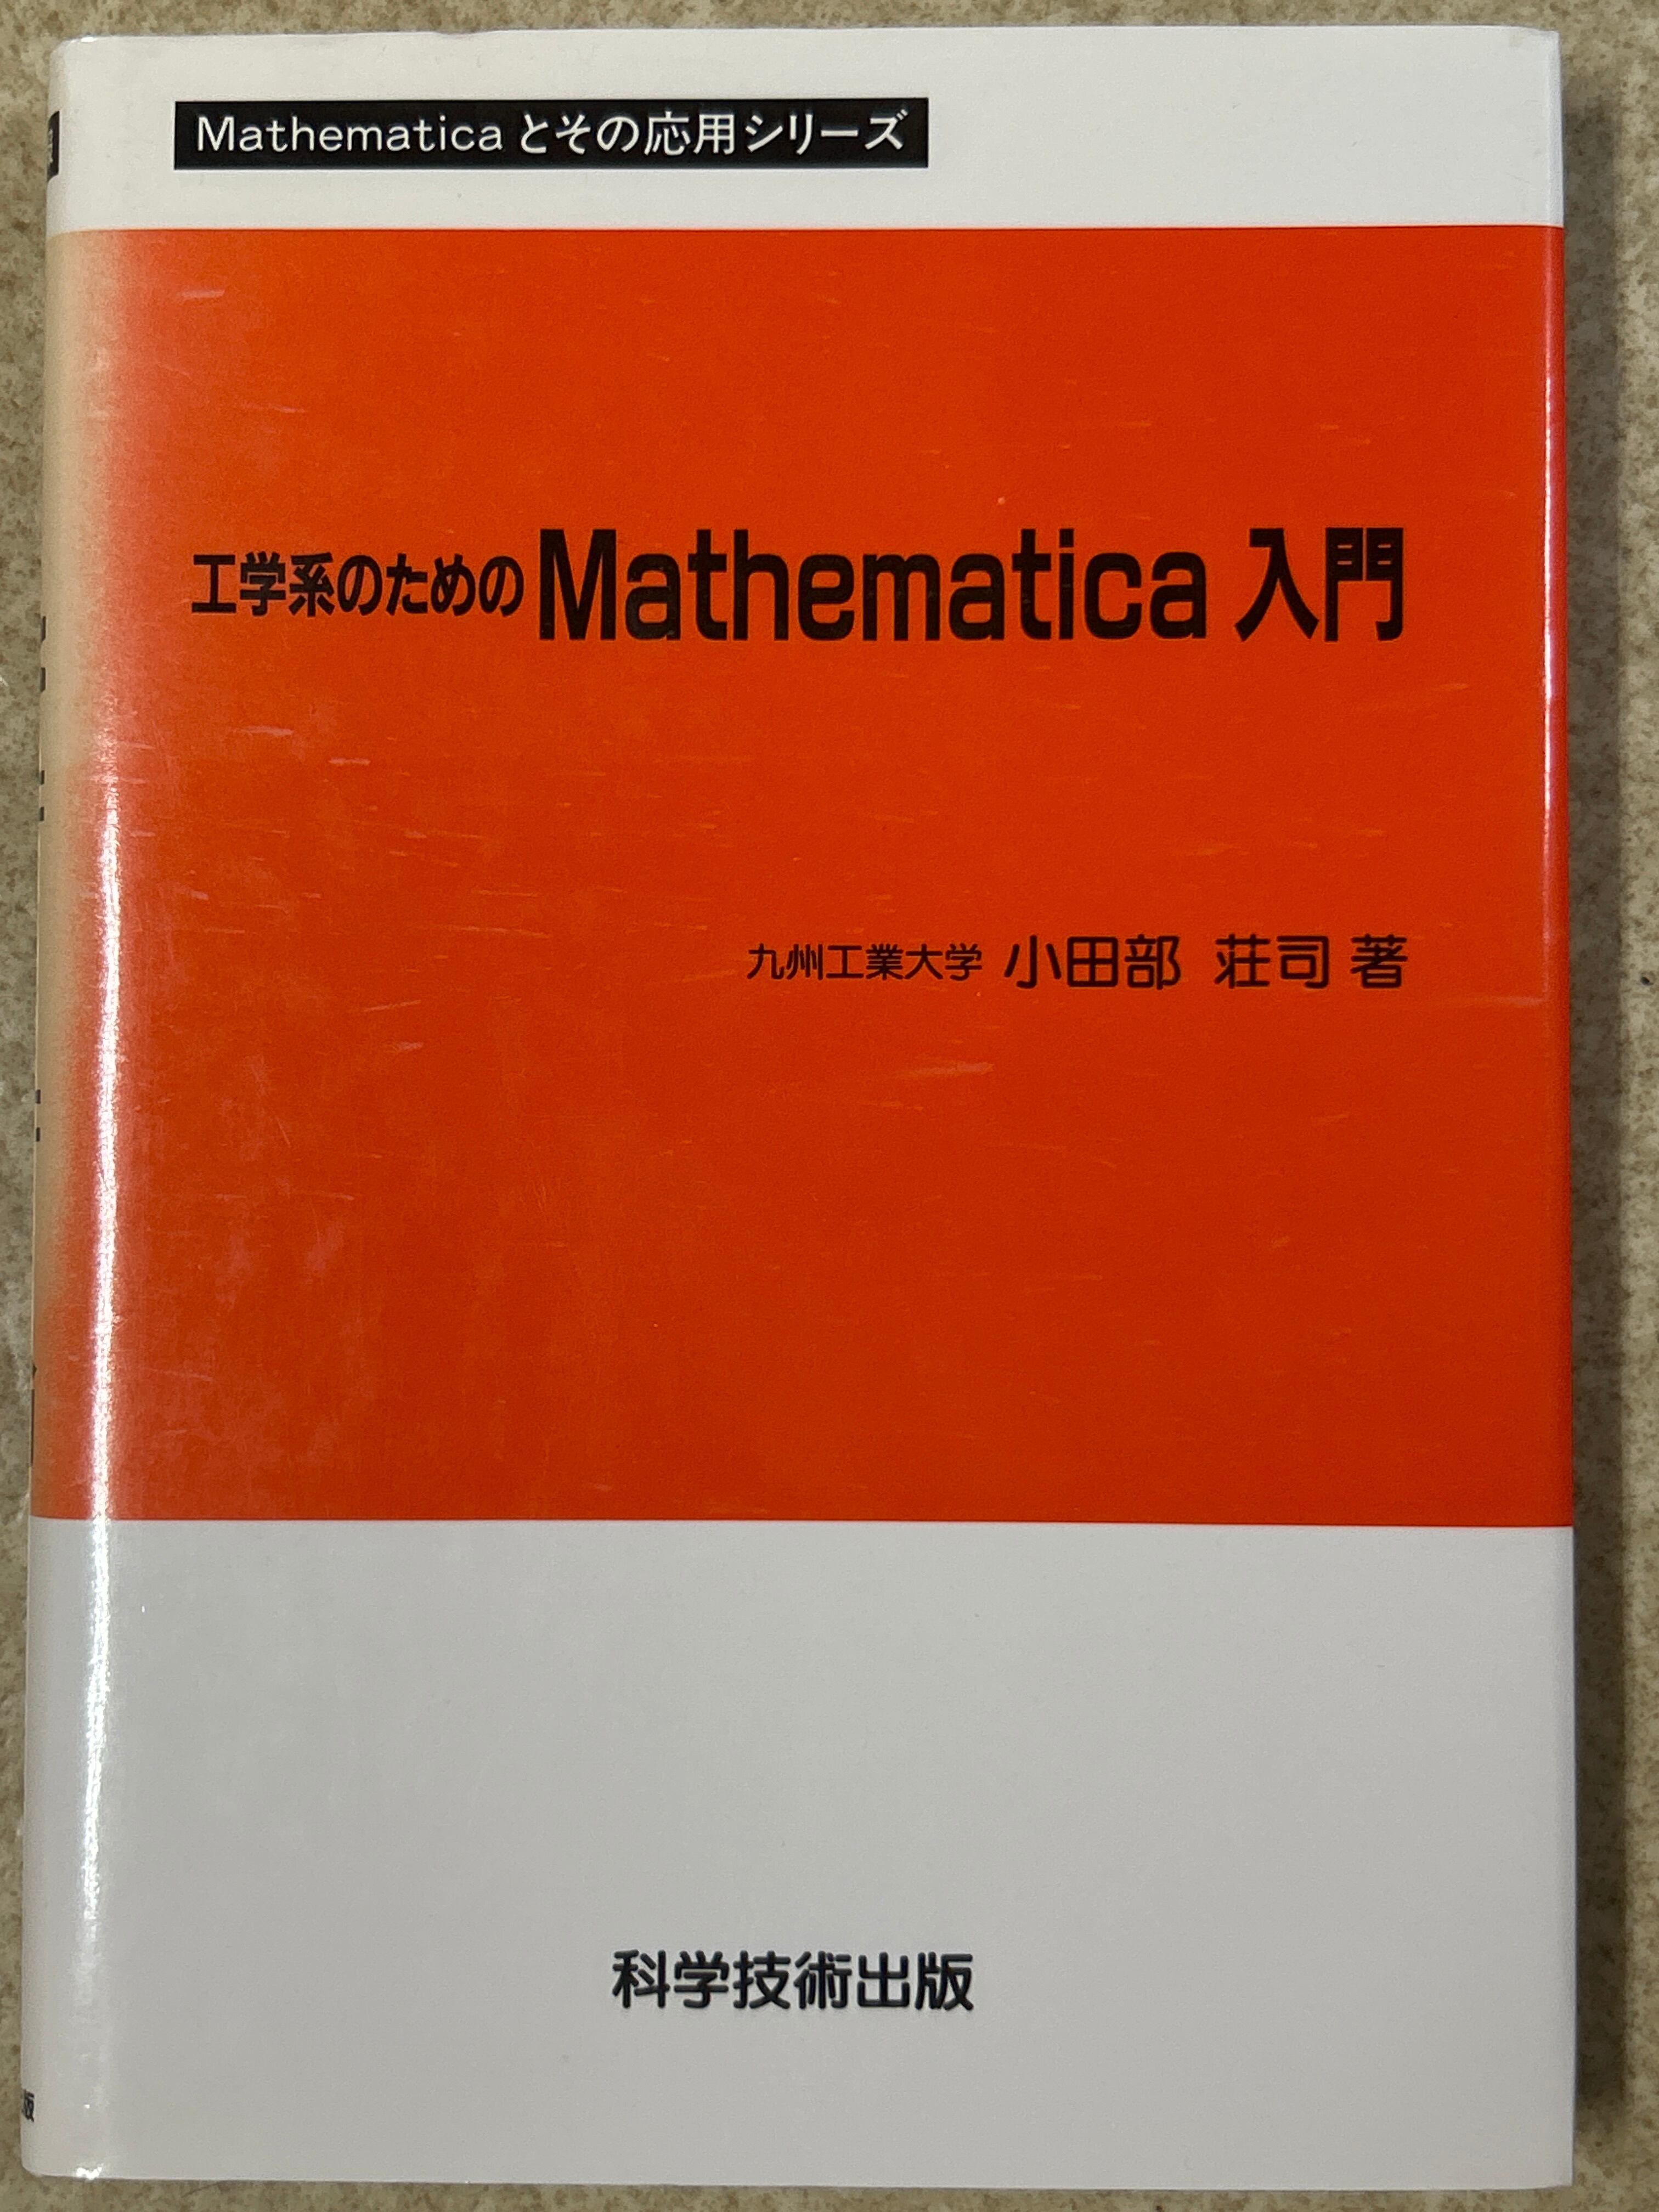 Mathematicaとその応用シリーズ
工学系のためのMathematica入門
九州工業大学 小田部 荘司 著
科学技術出版
版